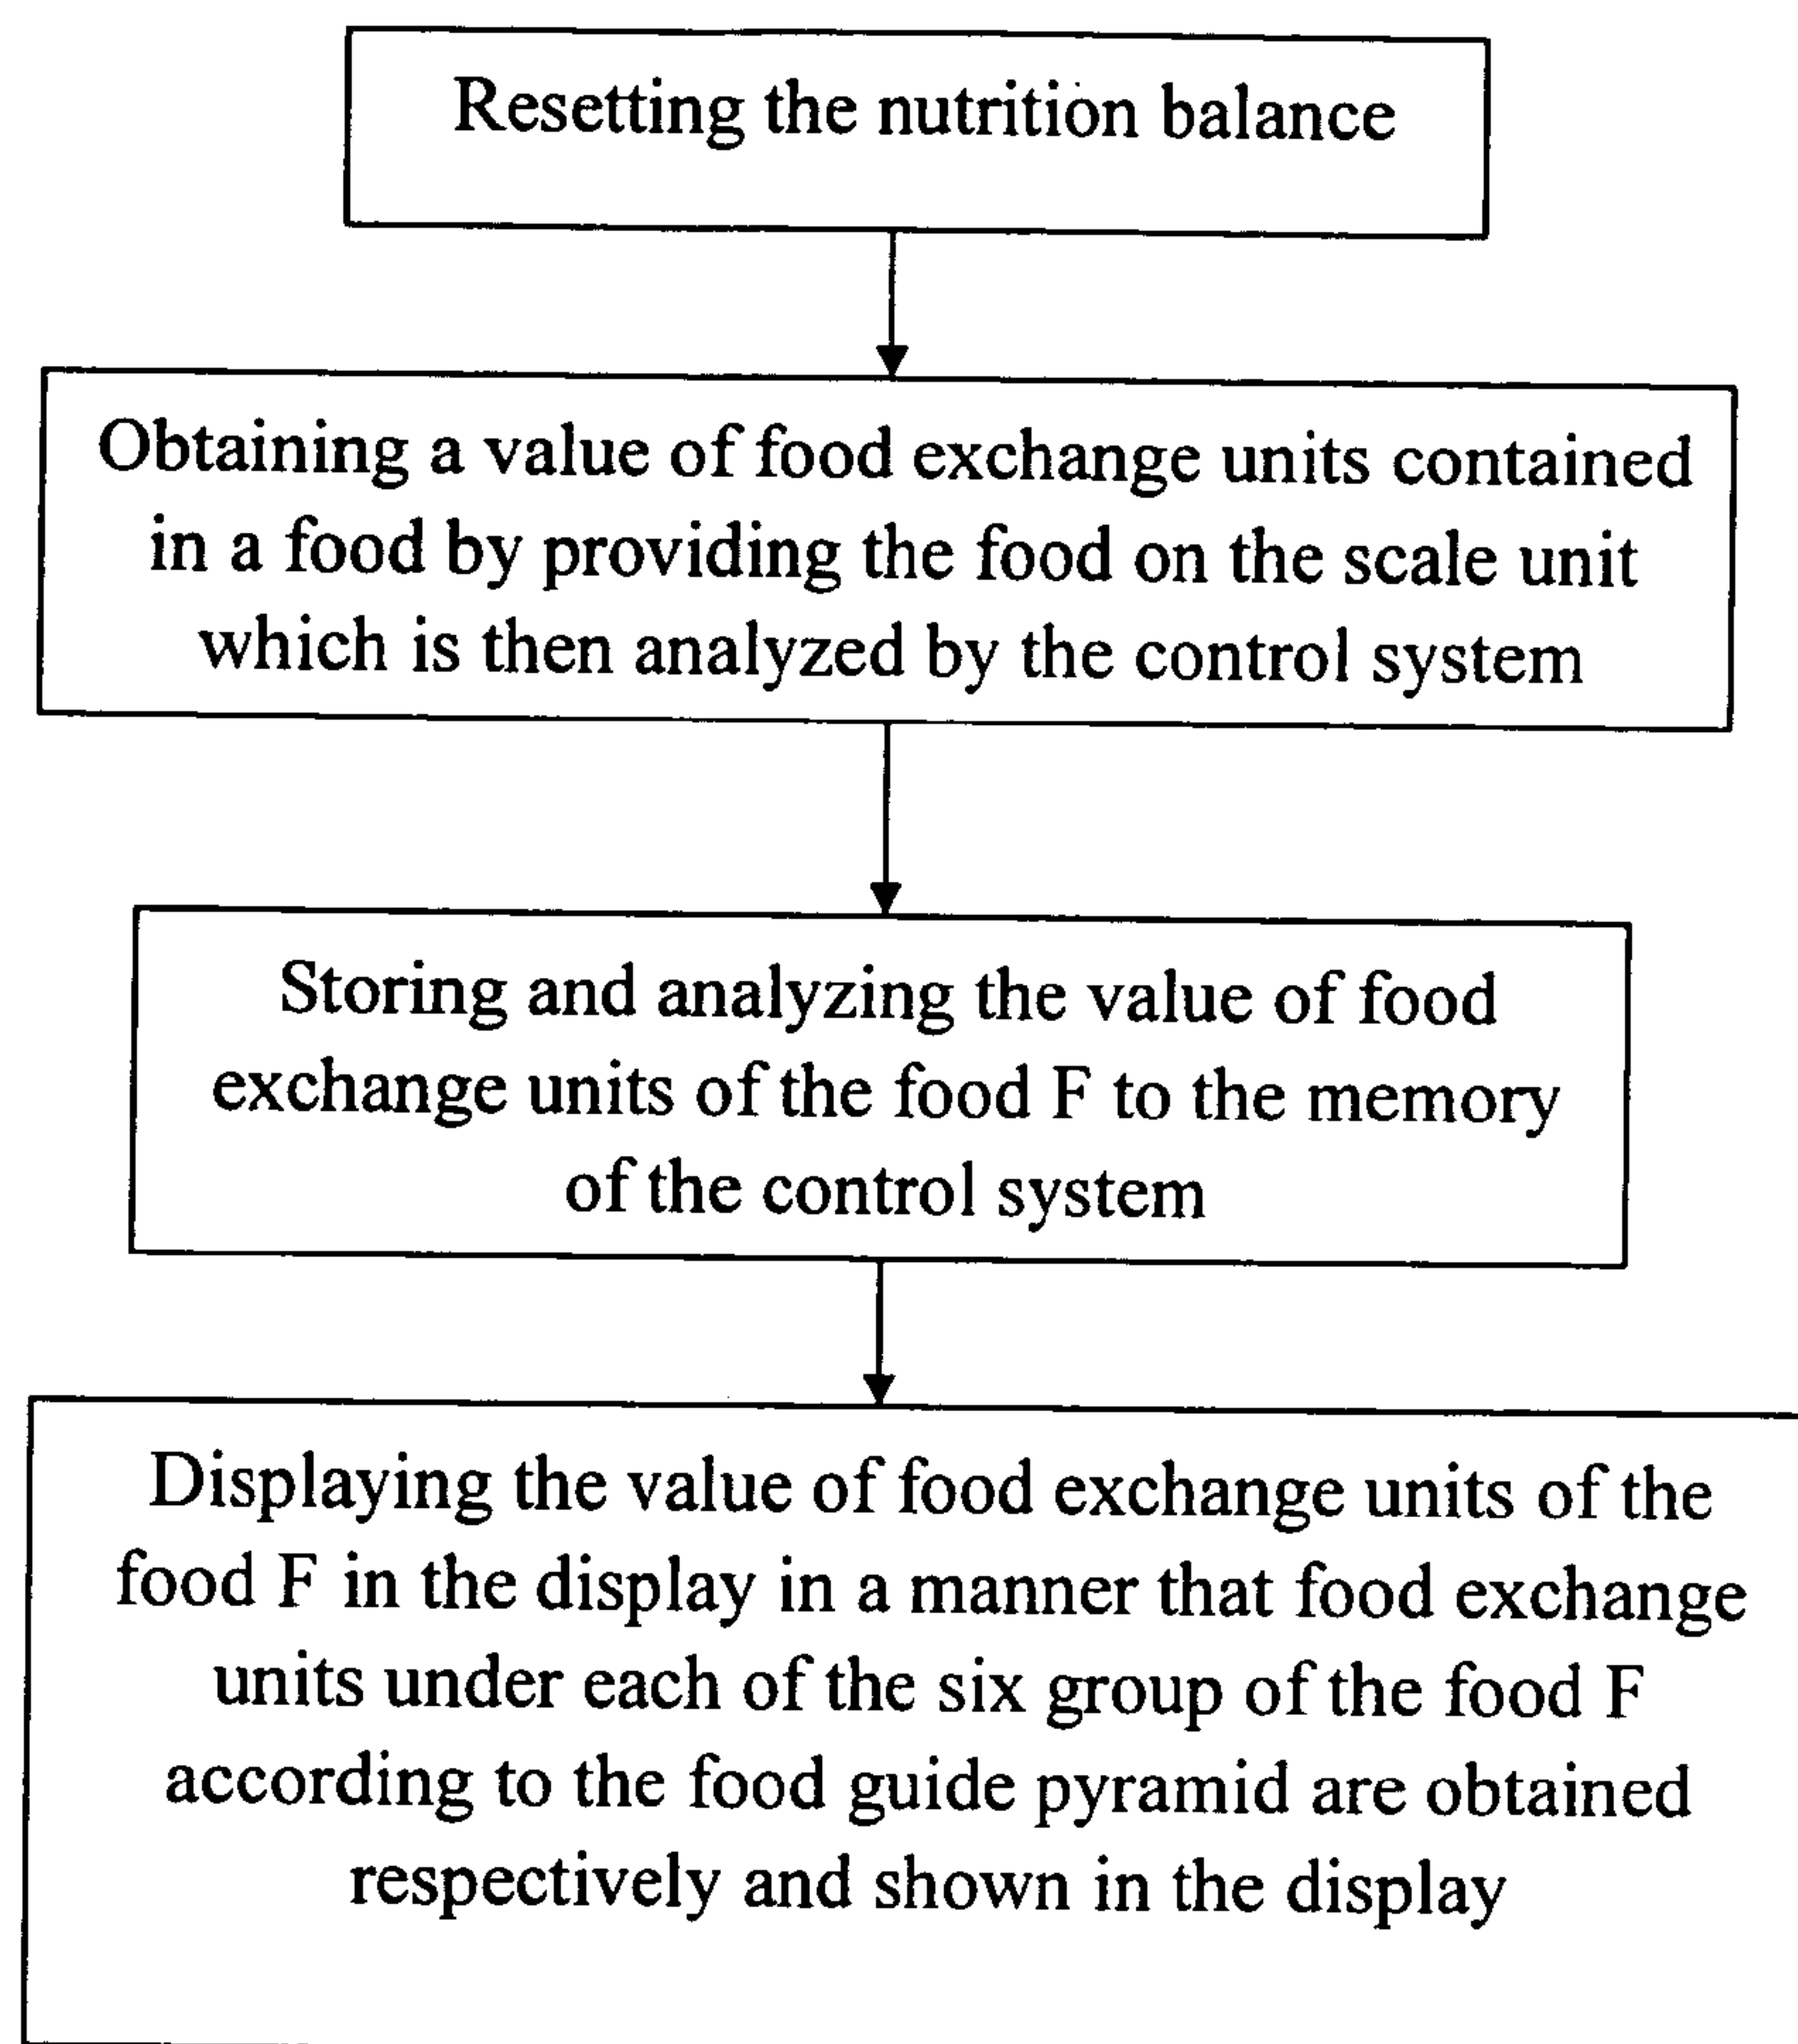 Resetting the nutrition balance
Obtaining a value of food exchange units contained
in a food by providing the food on the scale unit
which is then analyzed by the control system
Storing and analyzing the value of food
exchange units of the food F to the memory
of the control system
Displaying the value of food exchange units of the
food F in the display in a manner that food exchange
units under each of the six group of the food F
according to the food guide pyramid are obtained
respectively and shown in the display